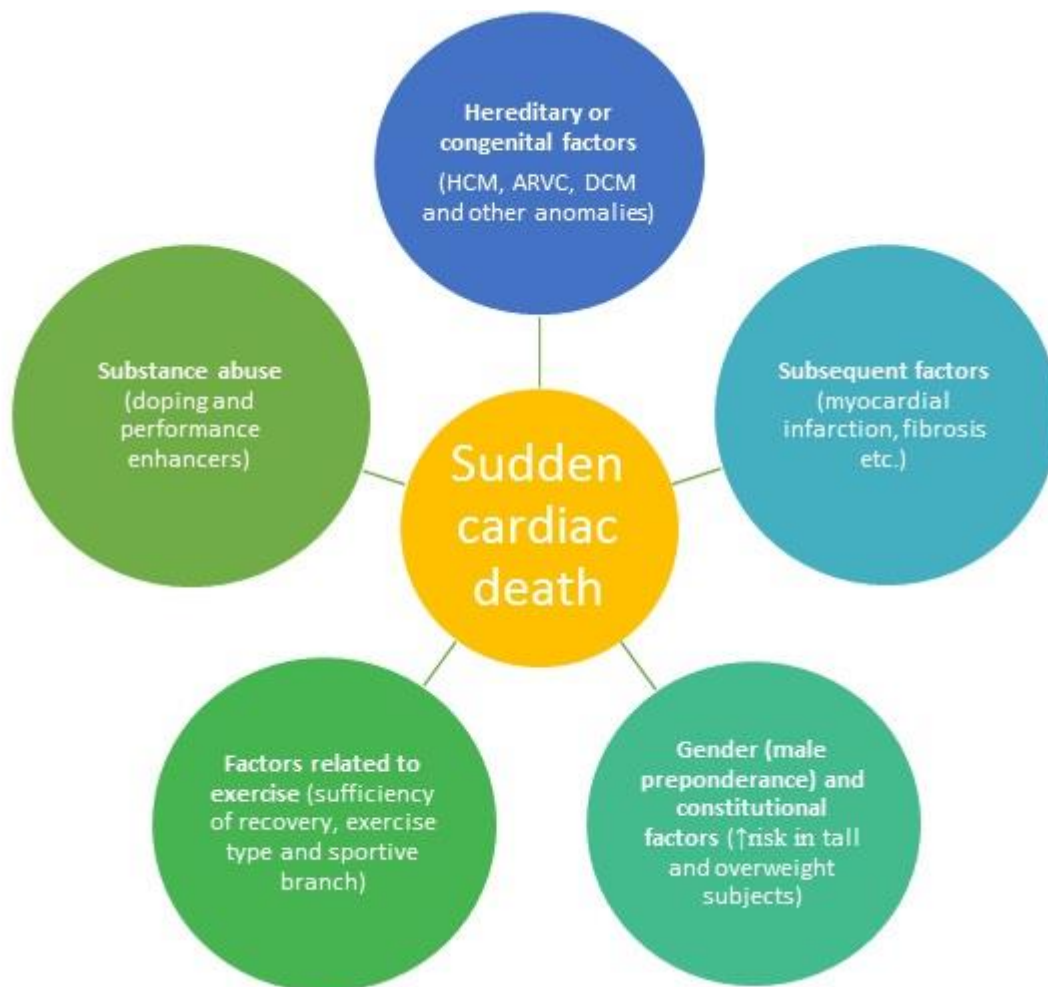 Hereditary or
congenital factors
(HCM, ARVC, DCM
and other anomalies)
Substance abuse
(doping and
performance
enhancers)
Subsequent factors
(myocardial
infarction, fibrosis
etc.)
Sudden
cardiac
death
Factors related to
exercise (sufficiency
of recovery, exercise
type and sportive
branch)
Gender (male
preponderance) and
constitutional
factors (↑risk in tall
and overweight
subjects)